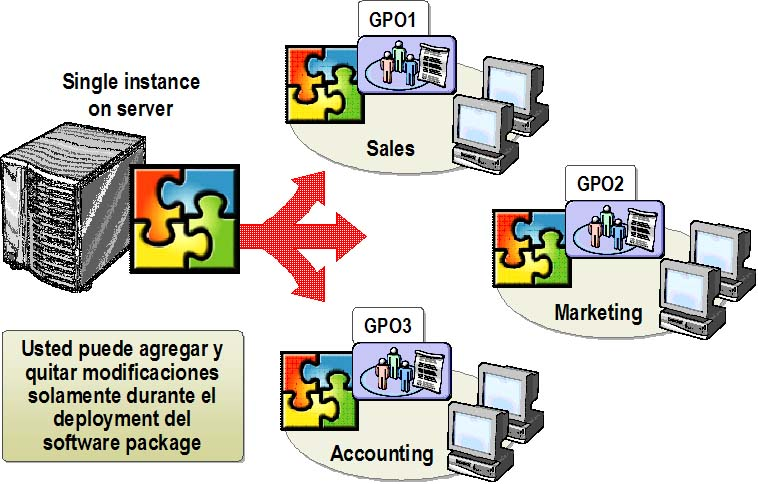 Single instance
on server
GPO1
Sales
GPO2
Marketing
GPO3
Accounting
Usted puede agregar y
quitar modificaciones
solamente durante el
deployment del
software package